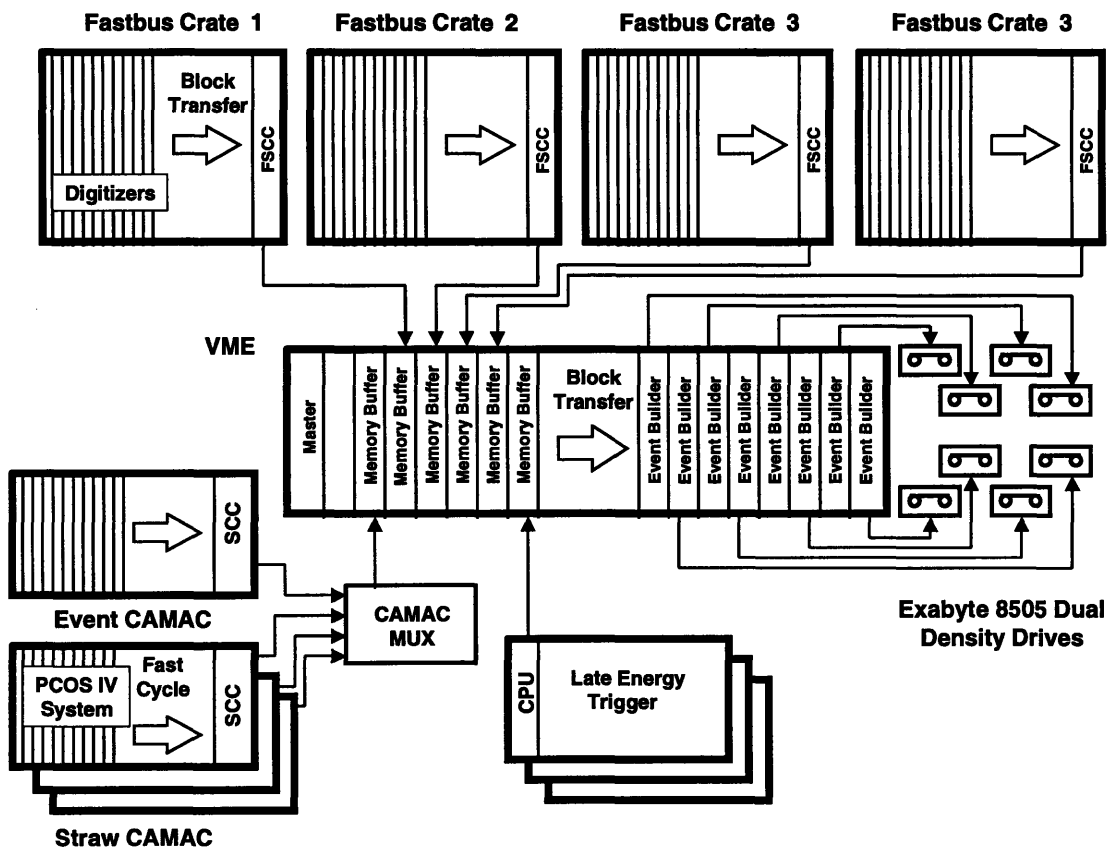 Fastbus Crate 1
Fastbus Crate 2
Fastbus Crate 3
Fastbus Crate 3
Block
Transfer
FSCC
FSCC
FSCC
FSCC
Digitizers
VME
Master
Memory Buffer
Memory Buffer
Memory Buffer
Memory Buffer
Memory Buffer
Memory Buffer
Block
Transfer
Event Builder
Event Builder
Event Builder
Event Builder
Event Builder
Event Builder
Event Builder
Event Builder
SCC
Event CAMAC
CAMAC
MUX
Exabyte 8505 Dual
Density Drives
PCOS IV
System
Fast
Cycle
SCC
CPU
Late Energy
Trigger
Straw CAMAC